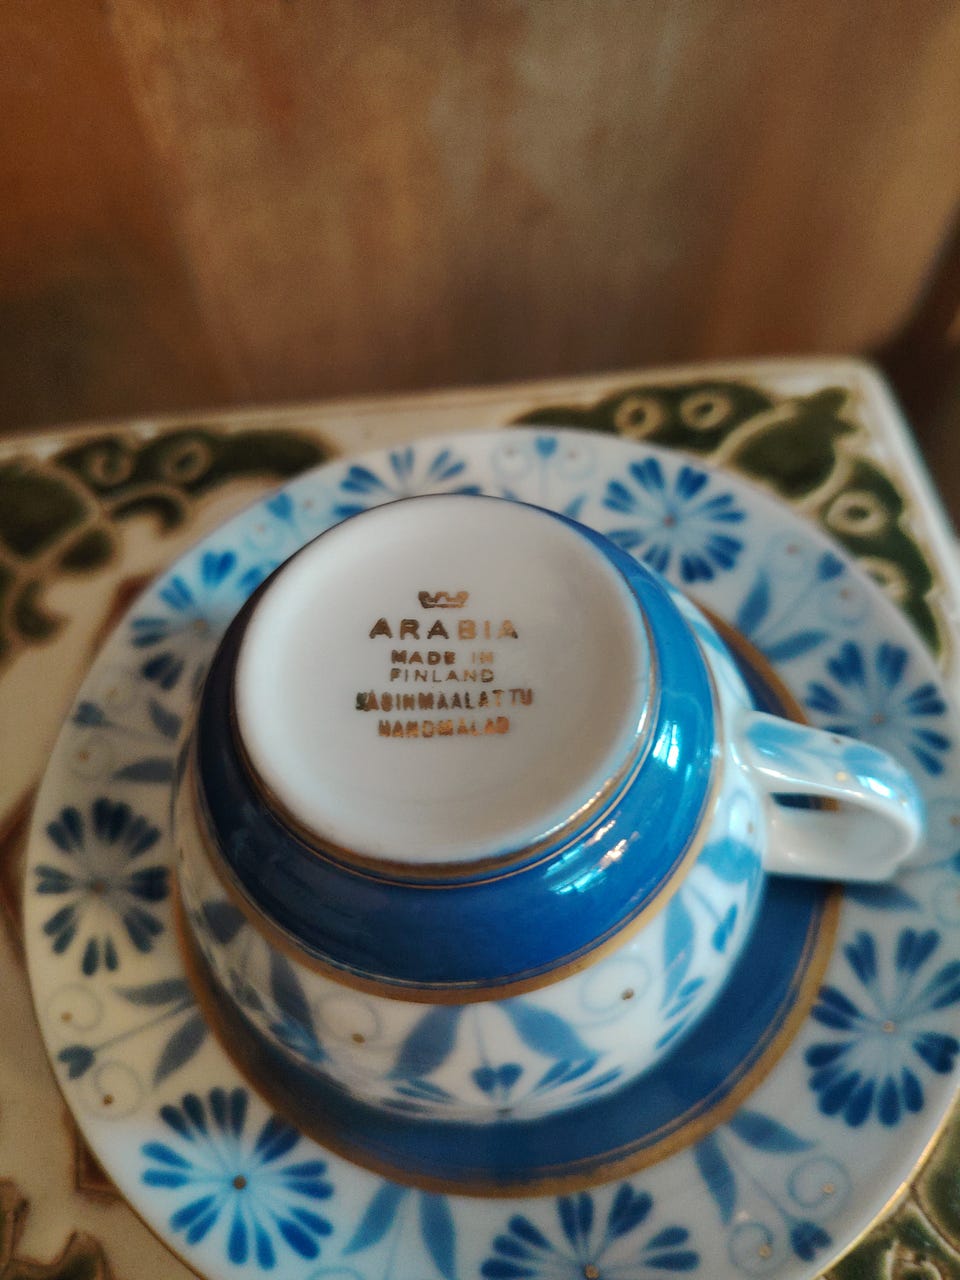 ARABIA
MADE IN
FINLAND
KÄSINMAALATTU
HANDMÅLAD